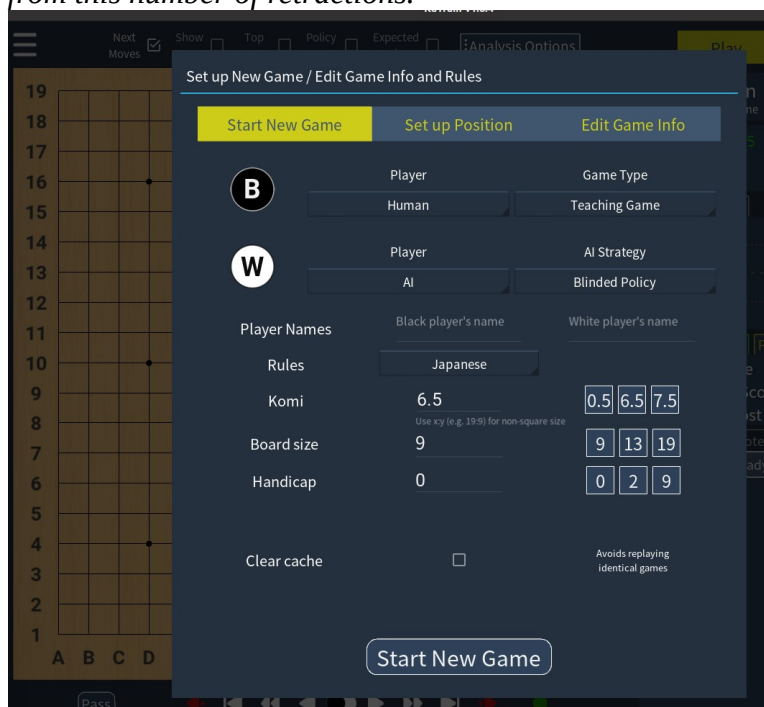 from this number of retractions.
Next
Moves
Show
Top
Policy
Expected
Analysis Options
Play
Set up New Game / Edit Game Info and Rules
Start New Game Set up Position Edit Game Info
Player Game Type
B
Human Teaching Game
Player AI Strategy
W
AI Blinded Policy
Player Names Black player's name White player's name
Rules Japanese
Komi 6.5 0.5 6.5 7.5
Use x:y (e.g. 19:9) for non-square size
Board size 9 9 13 19
Handicap 0 0 2 9
Clear cache Avoids replaying
identical games
Start New Game
19
18
17
16
15
14
13
12
11
10
9
8
7
6
5
4
3
2
1
A B C D
Pass